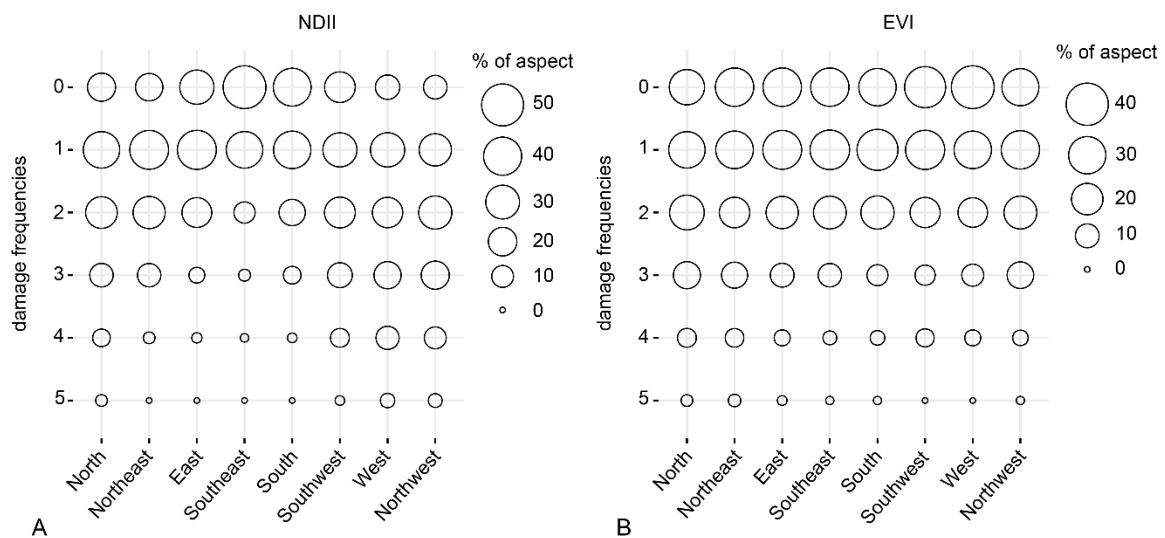 NDII
% of aspect
50
40
30
20
10
0
damage frequencies
0
1
2
3
4
5
North
Northeast
East
Southeast
South
Southwest
West
Northwest
A
EVI
% of aspect
40
30
20
10
0
damage frequencies
0
1
2
3
4
5
North
Northeast
East
Southeast
South
Southwest
West
Northwest
B